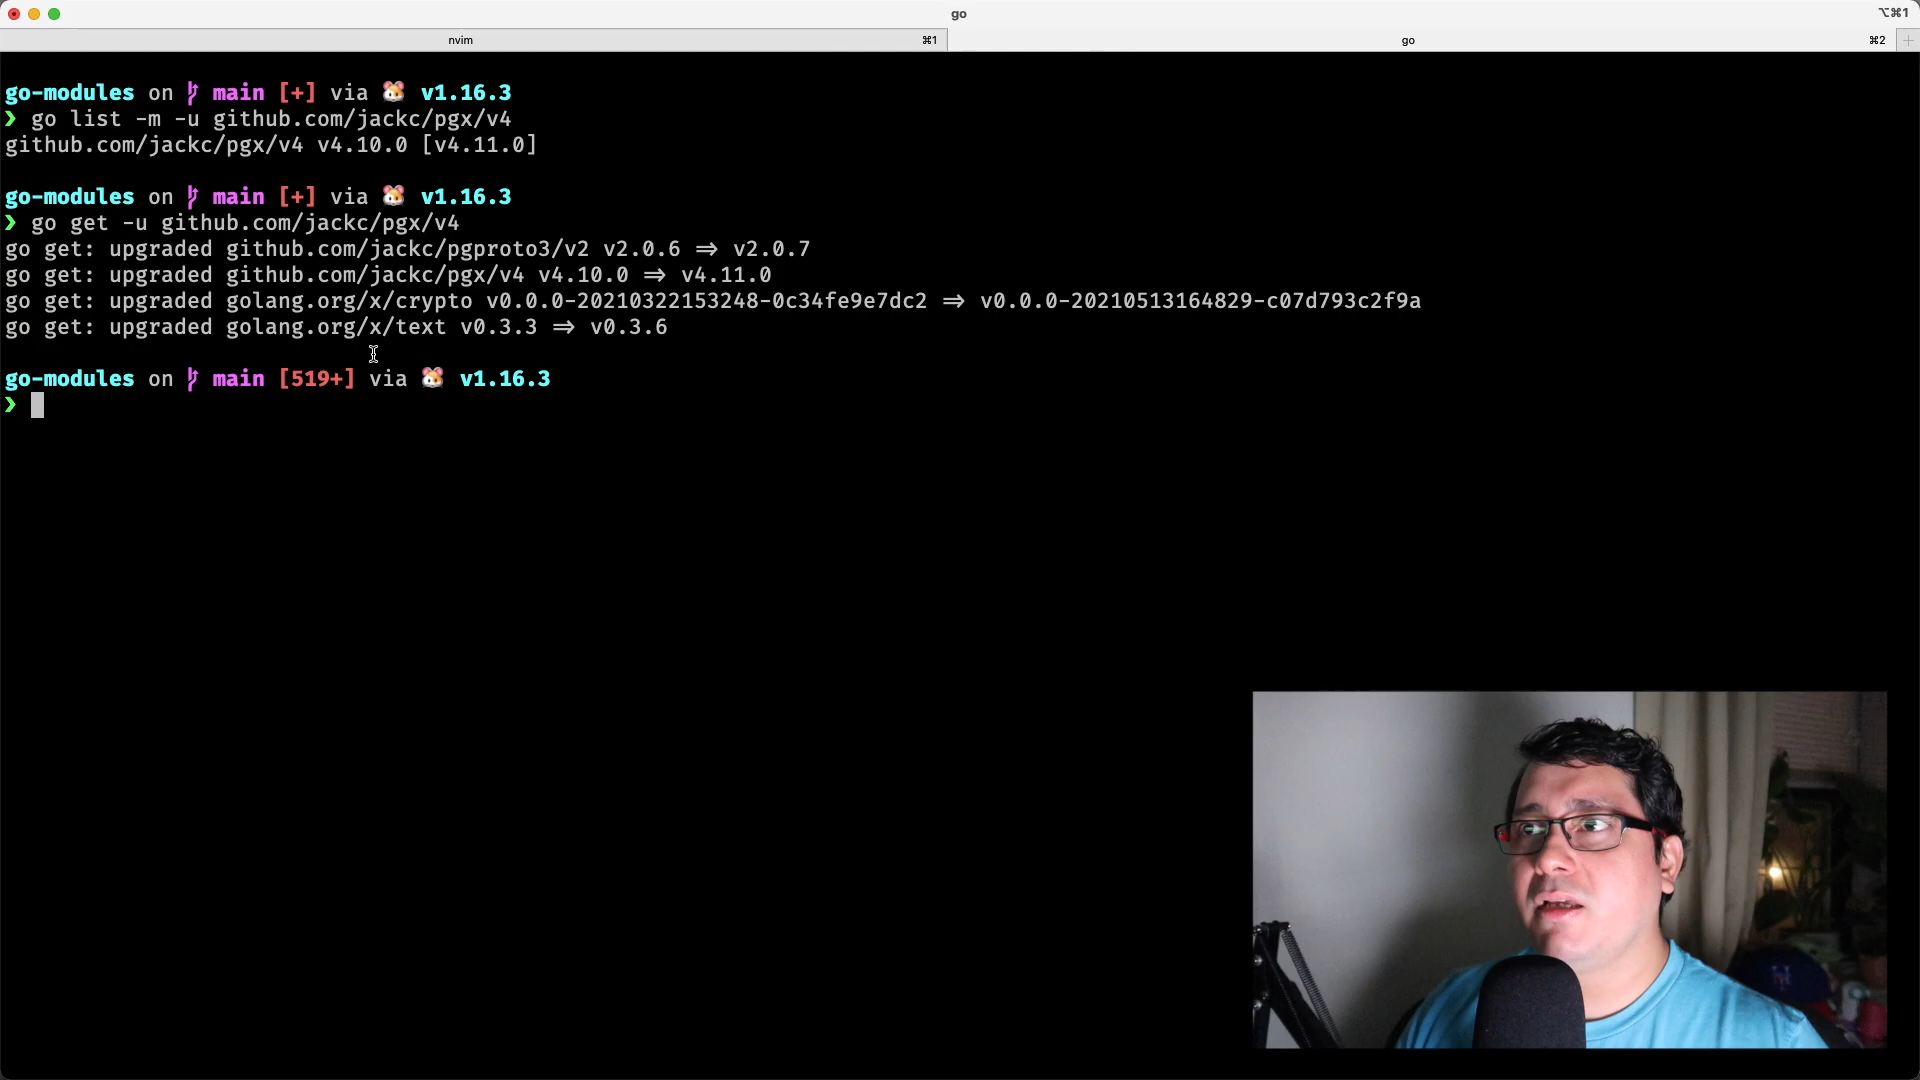 go
⌥⌘1
nvim ⌘1
go ⌘2
go-modules on main [+] via 🐹 v1.16.3
❯ go list -m -u github.com/jackc/pgx/v4
github.com/jackc/pgx/v4 v4.10.0 [v4.11.0]
go-modules on main [+] via 🐹 v1.16.3
❯ go get -u github.com/jackc/pgx/v4
go get: upgraded github.com/jackc/pgproto3/v2 v2.0.6 => v2.0.7
go get: upgraded github.com/jackc/pgx/v4 v4.10.0 => v4.11.0
go get: upgraded golang.org/x/crypto v0.0.0-20210322153248-0c34fe9e7dc2 => v0.0.0-20210513164829-c07d793c2f9a
go get: upgraded golang.org/x/text v0.3.3 => v0.3.6
go-modules on main [519+] via 🐹 v1.16.3
❯